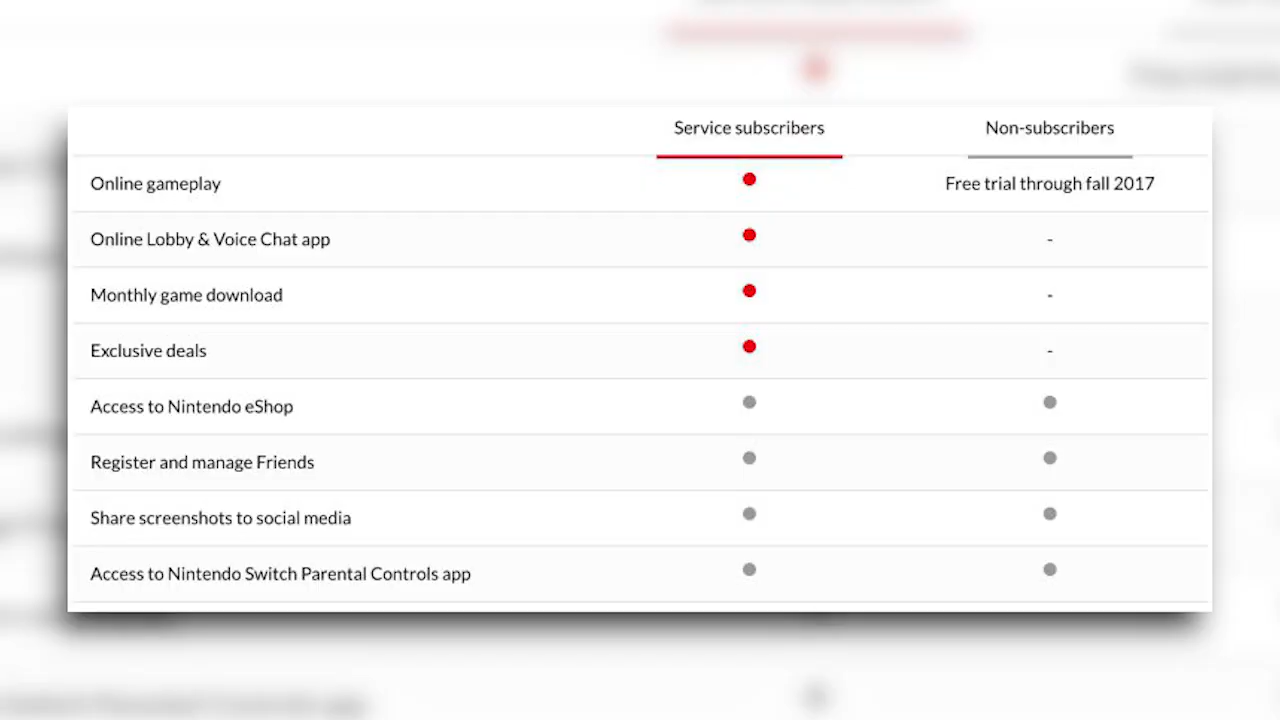 Service subscribers Non-subscribers
Online gameplay Free trial through fall 2017
Online Lobby & Voice Chat app -
Monthly game download -
Exclusive deals -
Access to Nintendo eShop
Register and manage Friends
Share screenshots to social media
Access to Nintendo Switch Parental Controls app